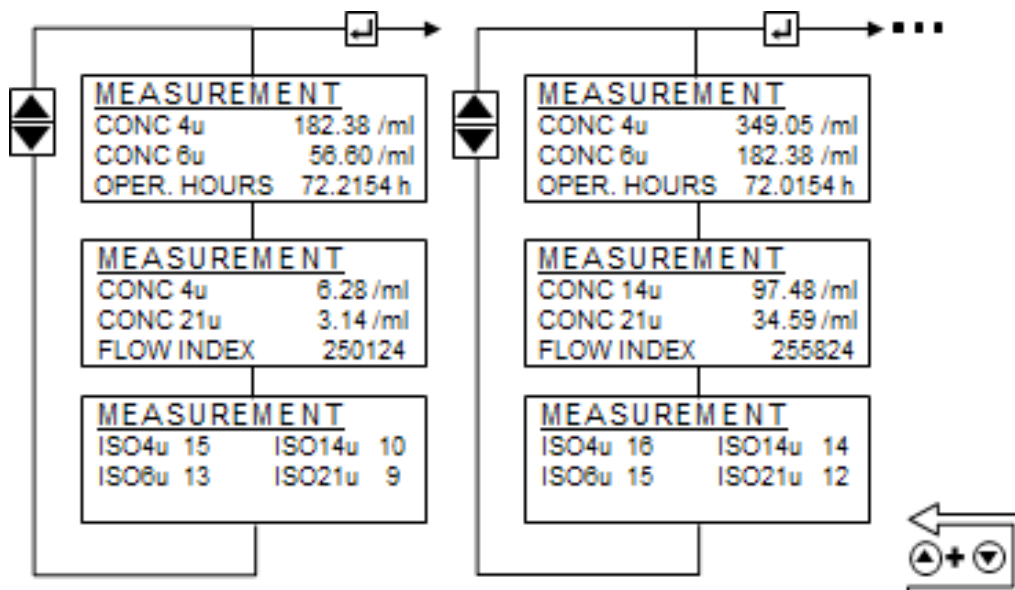 MEASUREMENT
CONC 4u 182.38 /ml
CONC 6u 56.60 /ml
OPER. HOURS 72.2154 h
MEASUREMENT
CONC 4u 6.28 /ml
CONC 21u 3.14 /ml
FLOW INDEX 250124
MEASUREMENT
ISO4u 15 ISO14u 10
ISO6u 13 ISO21u 9
MEASUREMENT
CONC 4u 349.05 /ml
CONC 6u 182.38 /ml
OPER. HOURS 72.0154 h
MEASUREMENT
CONC 14u 97.48 /ml
CONC 21u 34.59 /ml
FLOW INDEX 255824
MEASUREMENT
ISO4u 16 ISO14u 14
ISO6u 15 ISO21u 12
+